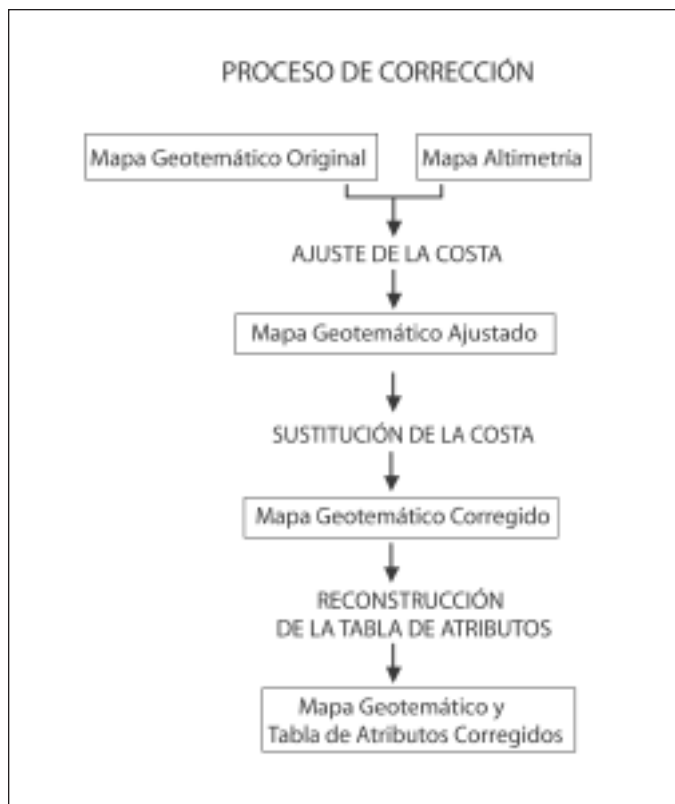 PROCESO DE CORRECCIÓN
Mapa Geotemático Original
Mapa Altimetría
AJUSTE DE LA COSTA
Mapa Geotemático Ajustado
SUSTITUCIÓN DE LA COSTA
Mapa Geotemático Corregido
RECONSTRUCCIÓN
DE LA TABLA DE ATRIBUTOS
Mapa Geotemático y
Tabla de Atributos Corregidos